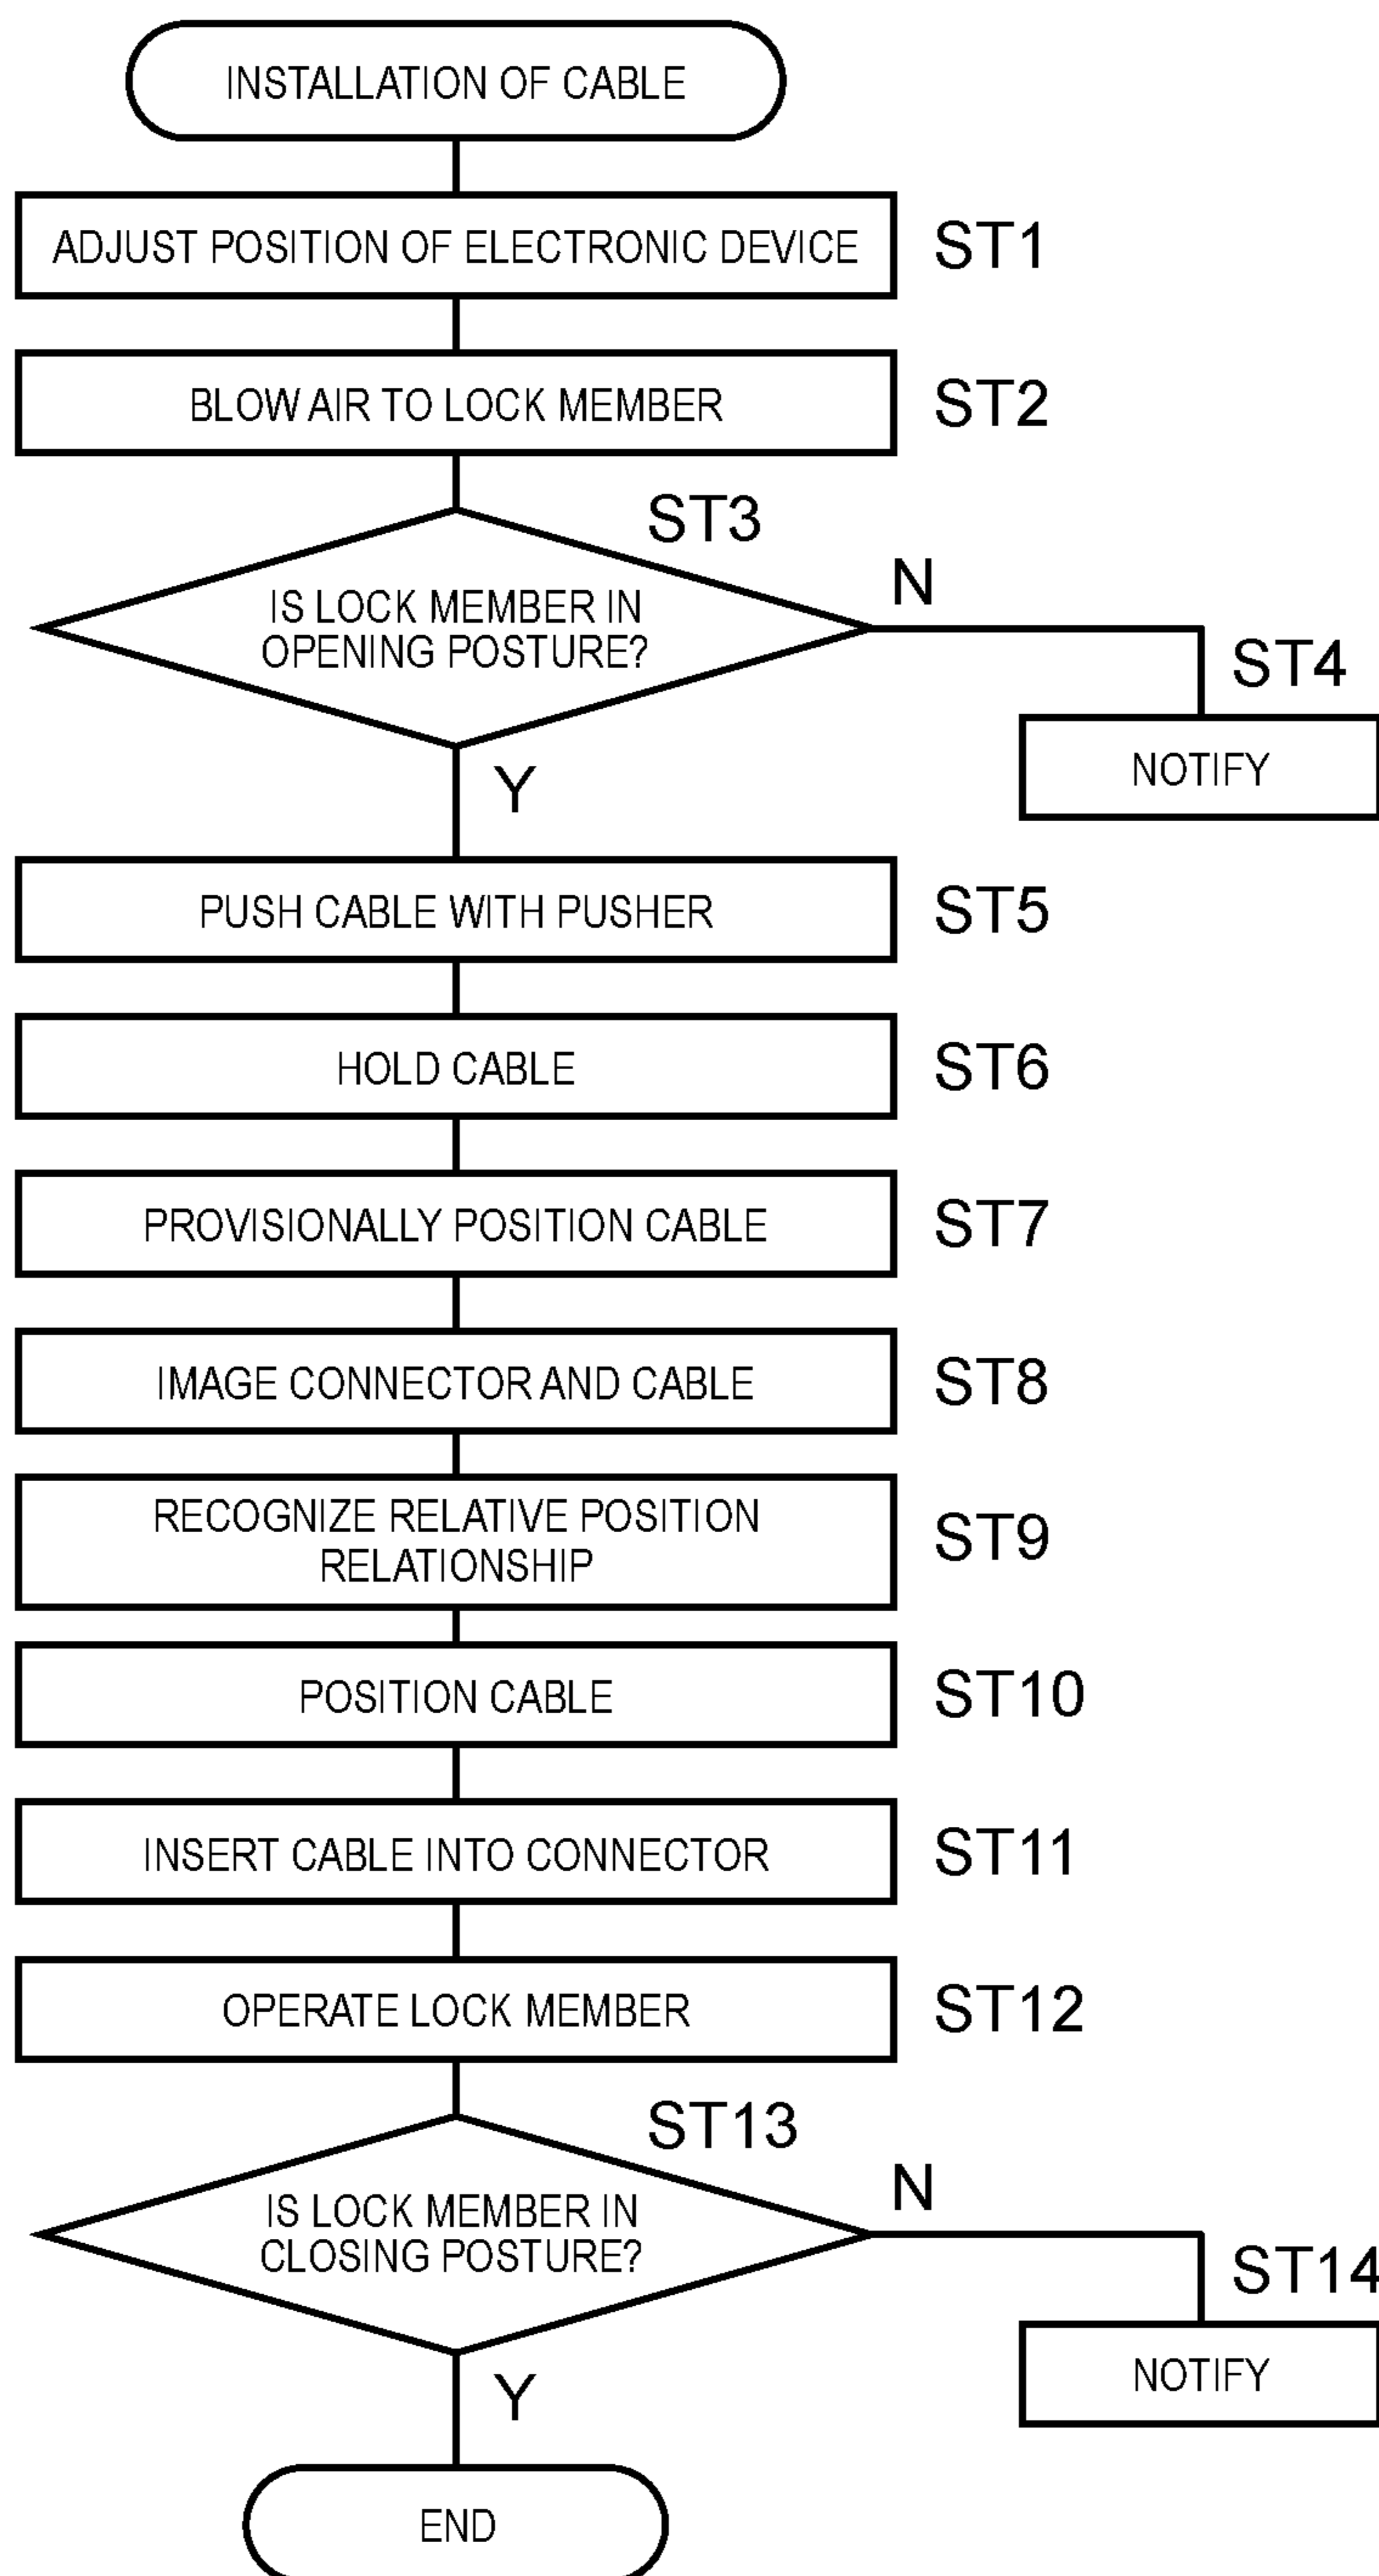 INSTALLATION OF CABLE
ADJUST POSITION OF ELECTRONIC DEVICE
ST1
BLOW AIR TO LOCK MEMBER
ST2
ST3
IS LOCK MEMBER IN
OPENING POSTURE?
N
ST4
NOTIFY
Y
PUSH CABLE WITH PUSHER
ST5
HOLD CABLE
ST6
PROVISIONALLY POSITION CABLE
ST7
IMAGE CONNECTOR AND CABLE
ST8
RECOGNIZE RELATIVE POSITION
RELATIONSHIP
ST9
POSITION CABLE
ST10
INSERT CABLE INTO CONNECTOR
ST11
OPERATE LOCK MEMBER
ST12
ST13
IS LOCK MEMBER IN
CLOSING POSTURE?
N
ST14
NOTIFY
Y
END